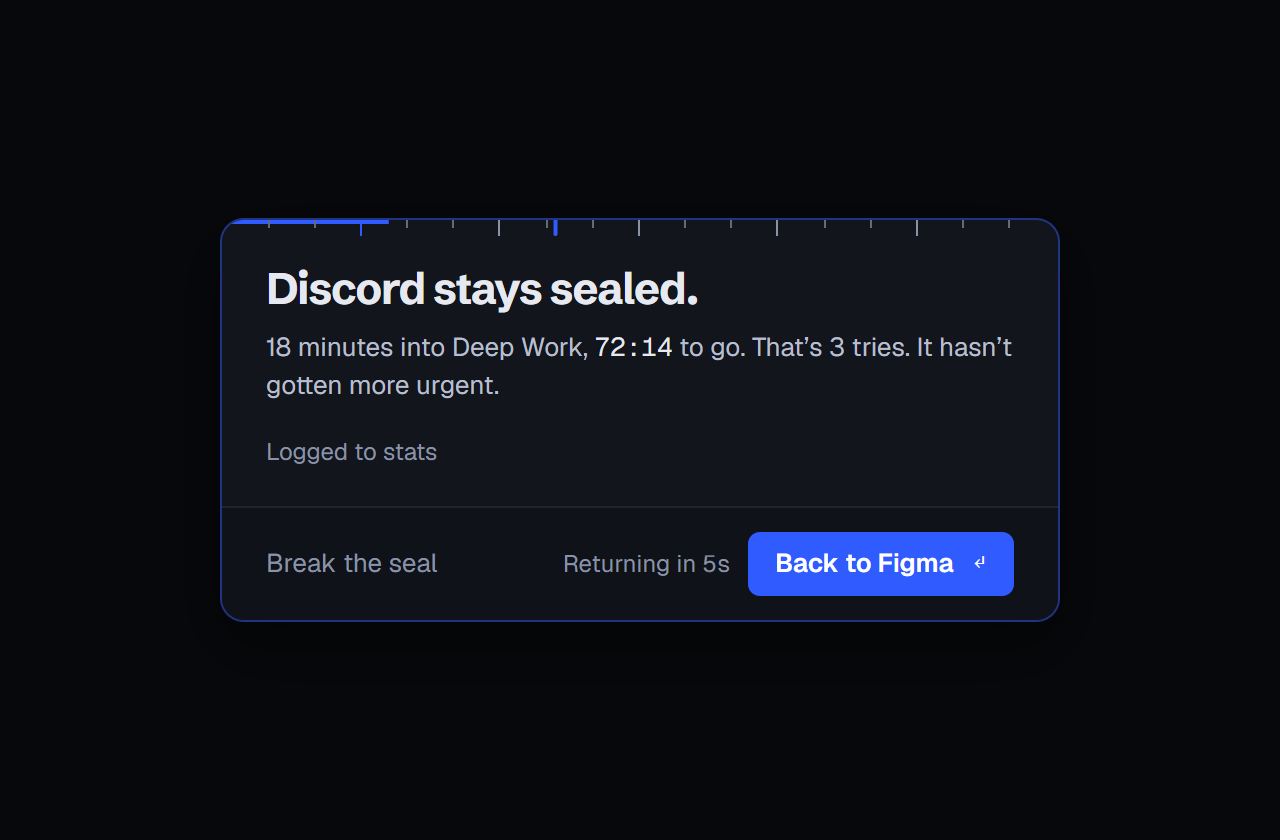 Discord stays sealed.
18 minutes into Deep Work, 72:14 to go. That’s 3 tries. It hasn’t
gotten more urgent.
Logged to stats
Break the seal
Returning in 5s
Back to Figma ↵